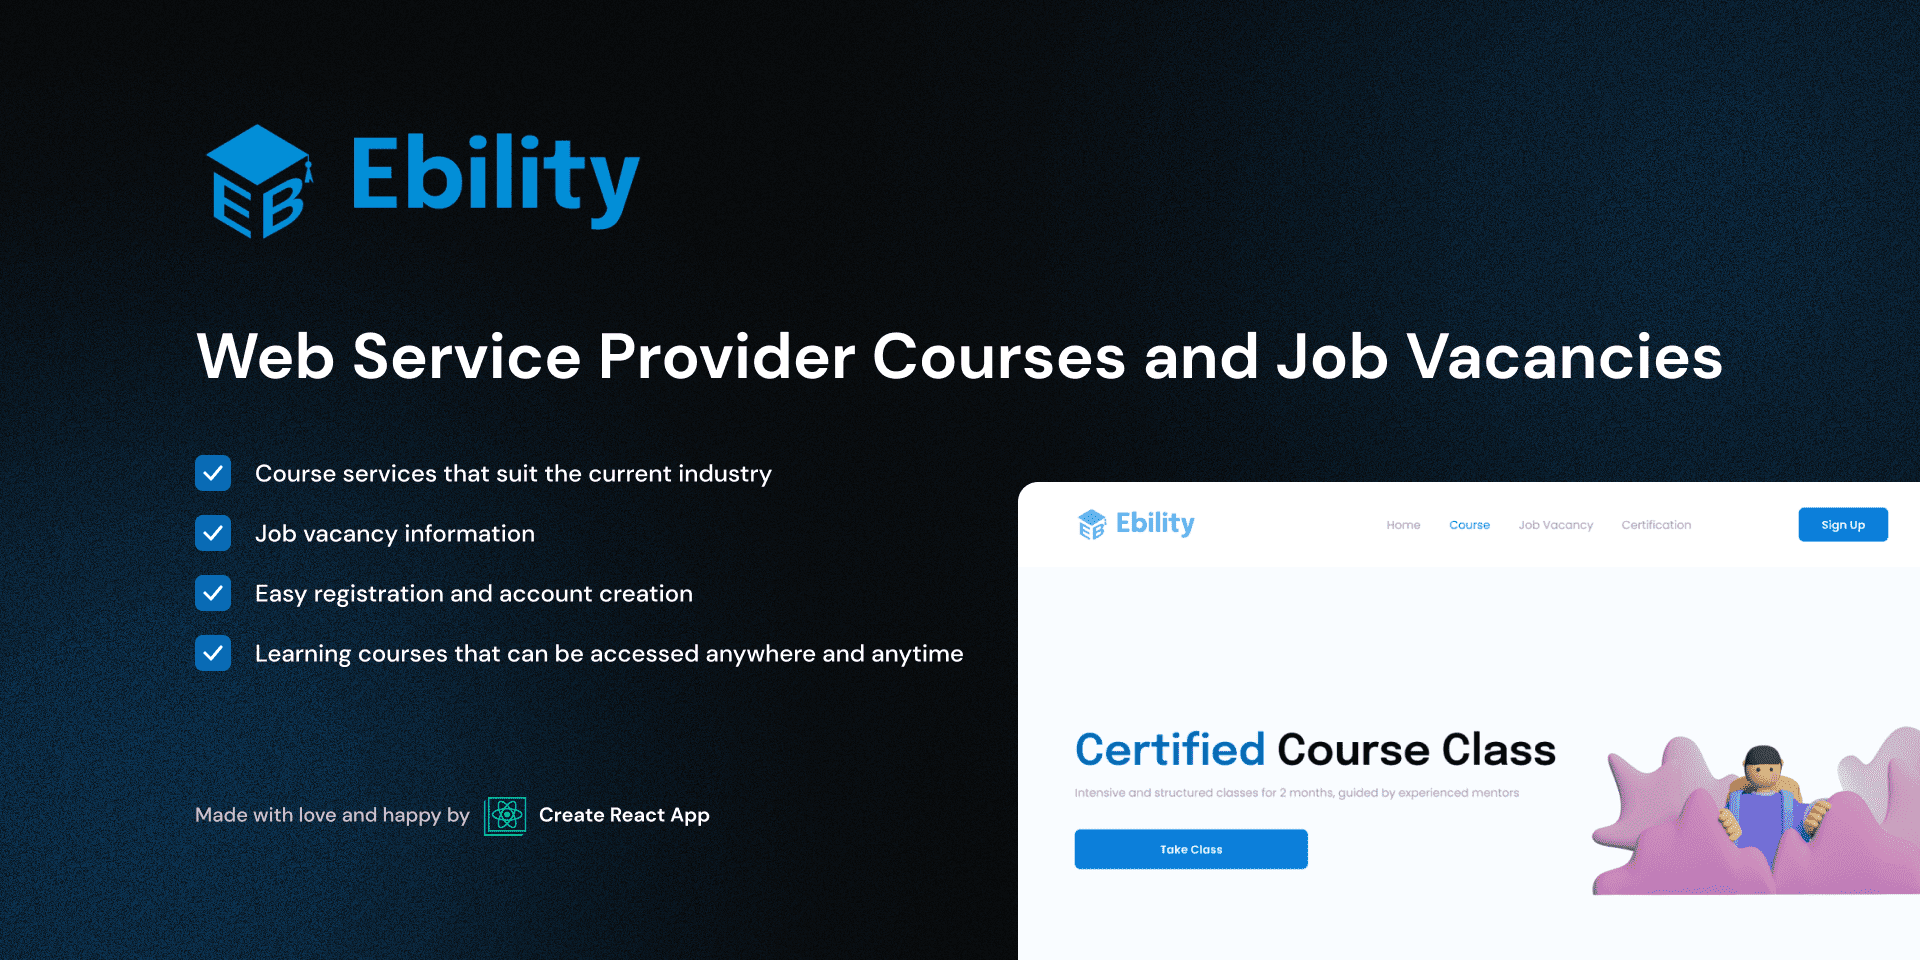 EB Ebility
Web Service Provider Courses and Job Vacancies
Course services that suit the current industry
Job vacancy information
Easy registration and account creation
Learning courses that can be accessed anywhere and anytime
Made with love and happy by Create React App
EB Ebility Home Course Job Vacancy Certification Sign Up
Certified Course Class
Intensive and structured classes for 2 months, guided by experienced mentors
Take Class